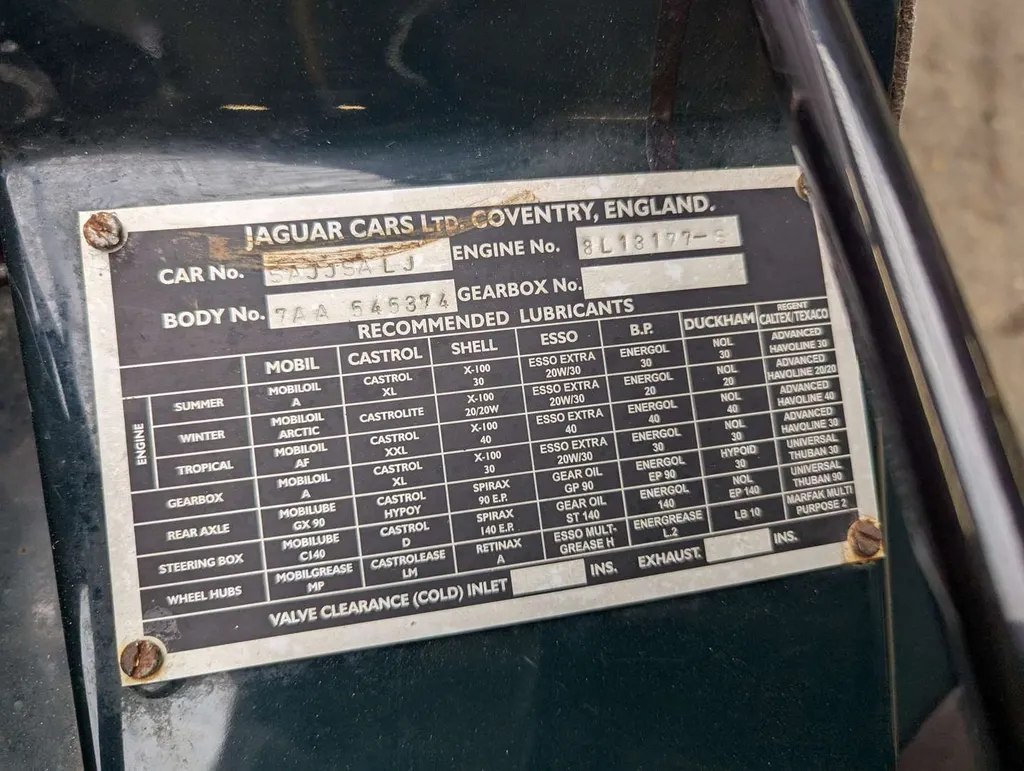 JAGUAR CARS LTD. COVENTRY, ENGLAND.
CAR No. SAJJSALJ ENGINE No. 8L13177-S
BODY No. 7AA 545374 GEARBOX No.
RECOMMENDED LUBRICANTS
MOBIL CASTROL SHELL ESSO B.P. DUCKHAM REGENT CALTEX/TEXACO
ENGINE
SUMMER MOBILOIL A CASTROL XL X-100 30 ESSO EXTRA 20W/30 ENERGOL 30 NOL 30 ADVANCED HAVOLINE 30
WINTER MOBILOIL ARCTIC CASTROLITE X-100 20/20W ESSO EXTRA 20W/30 ENERGOL 20 NOL 20 ADVANCED HAVOLINE 20/20
TROPICAL MOBILOIL AF CASTROL XXL X-100 40 ESSO EXTRA 40 ENERGOL 40 NOL 40 ADVANCED HAVOLINE 40
GEARBOX MOBILOIL A CASTROL XL X-100 30 ESSO EXTRA 20W/30 ENERGOL 30 NOL 30 ADVANCED HAVOLINE 30
REAR AXLE MOBILUBE GX 90 CASTROL HYPOY SPIRAX 90 E.P. GEAR OIL GP 90 ENERGOL EP 90 HYPOID 30 UNIVERSAL THUBAN 30
STEERING BOX MOBILUBE C140 CASTROL D SPIRAX 140 E.P. GEAR OIL ST 140 ENERGOL 140 NOL EP 140 UNIVERSAL THUBAN 90
WHEEL HUBS MOBILGREASE MP CASTROLEASE LM RETINAX A ESSO MULT-GREASE H ENERGREASE L.2 LB 10 MARFAK MULTI PURPOSE 2
VALVE CLEARANCE (COLD) INLET INS. EXHAUST. INS.